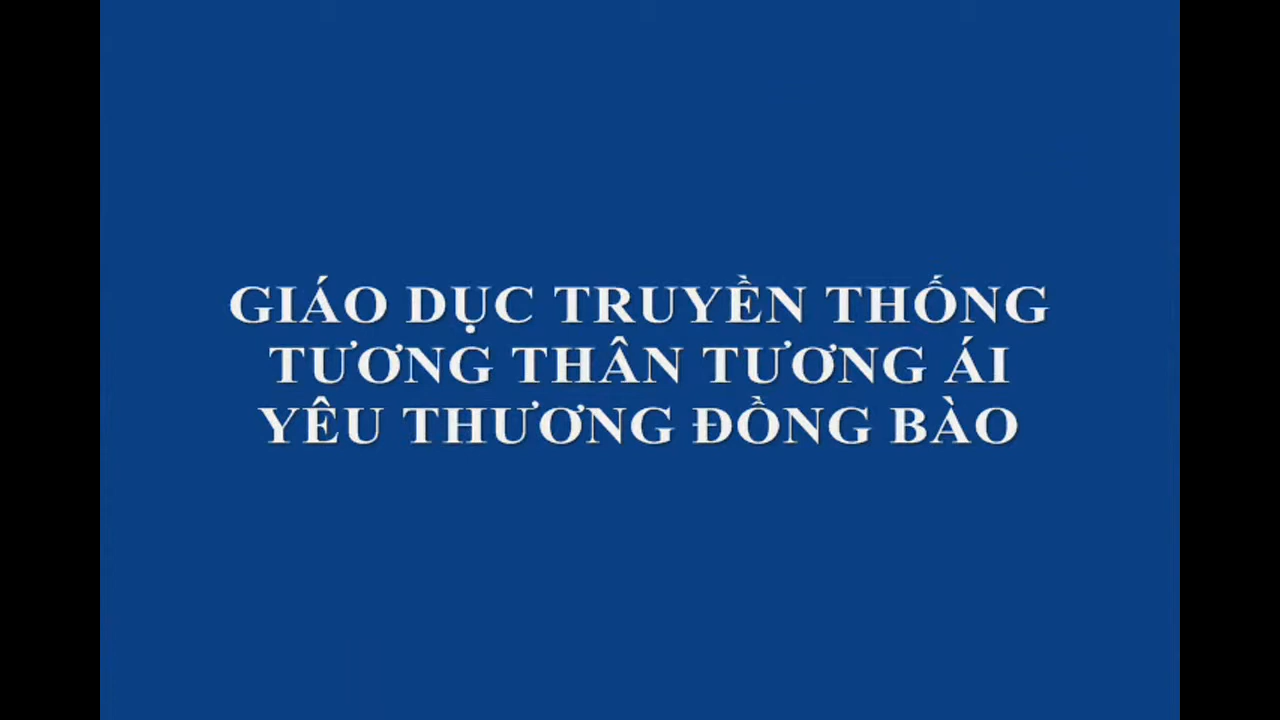 GIÁO DỤC TRUYỀN THỐNG
TƯƠNG THÂN TƯƠNG ÁI
YÊU THƯƠNG ĐỒNG BÀO